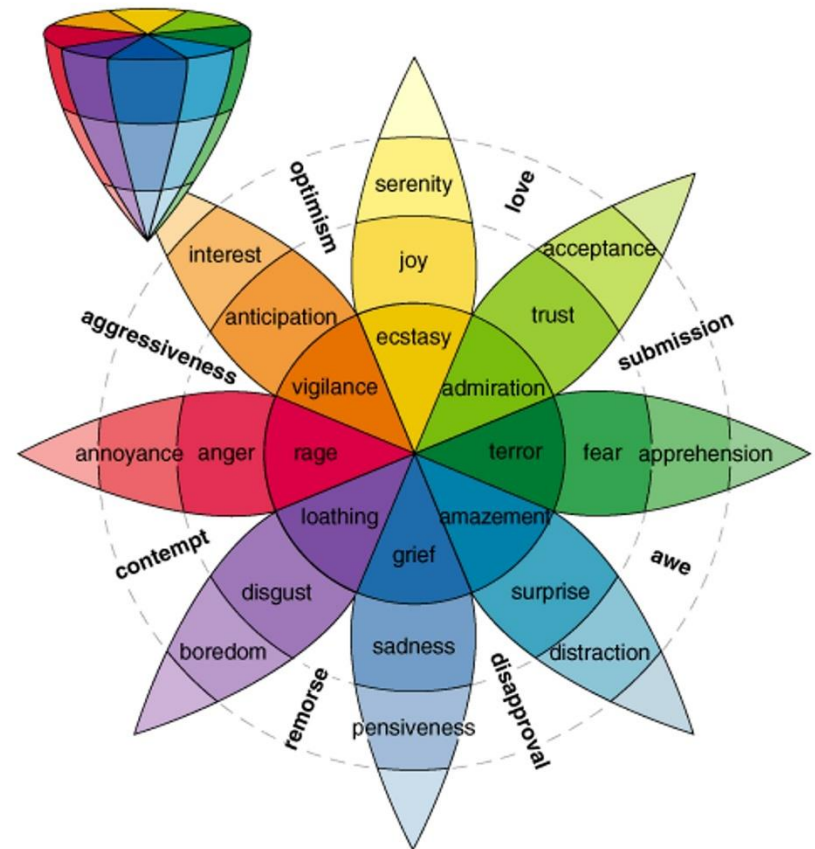 optimism
serenity
love
interest
acceptance
joy
anticipation
trust
aggressiveness
ecstasy
submission
vigilance
admiration
annoyance
anger
rage
terror
fear
apprehension
loathing
amazement
contempt
grief
awe
disgust
surprise
boredom
sadness
distraction
remorse
pensiveness
disapproval